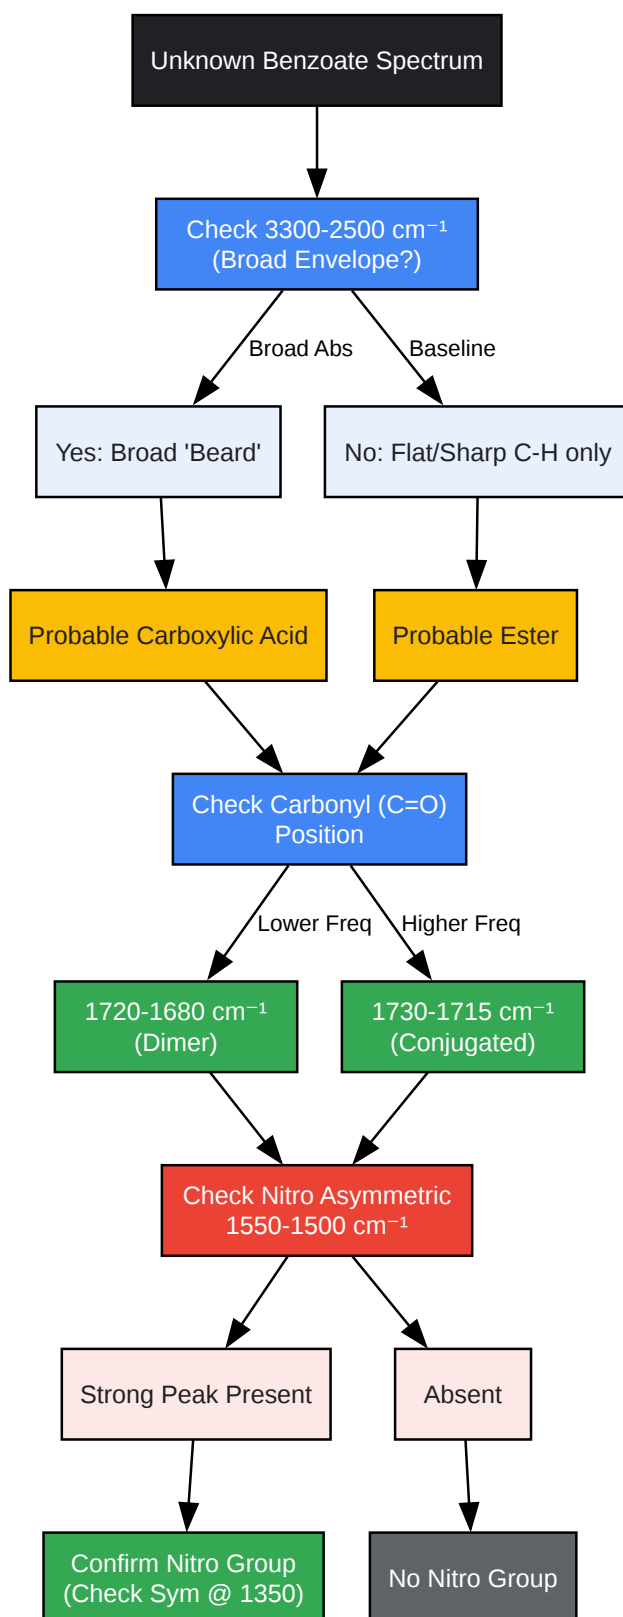 Unknown Benzoate Spectrum
Check 3300-2500 cm⁻¹
(Broad Envelope?)
Broad Abs
Baseline
Yes: Broad 'Beard'
No: Flat/Sharp C-H only
Probable Carboxylic Acid
Probable Ester
Check Carbonyl (C=O)
Position
Lower Freq
Higher Freq
1720-1680 cm⁻¹
(Dimer)
1730-1715 cm⁻¹
(Conjugated)
Check Nitro Asymmetric
1550-1500 cm⁻¹
Strong Peak Present
Absent
Confirm Nitro Group
(Check Sym @ 1350)
No Nitro Group